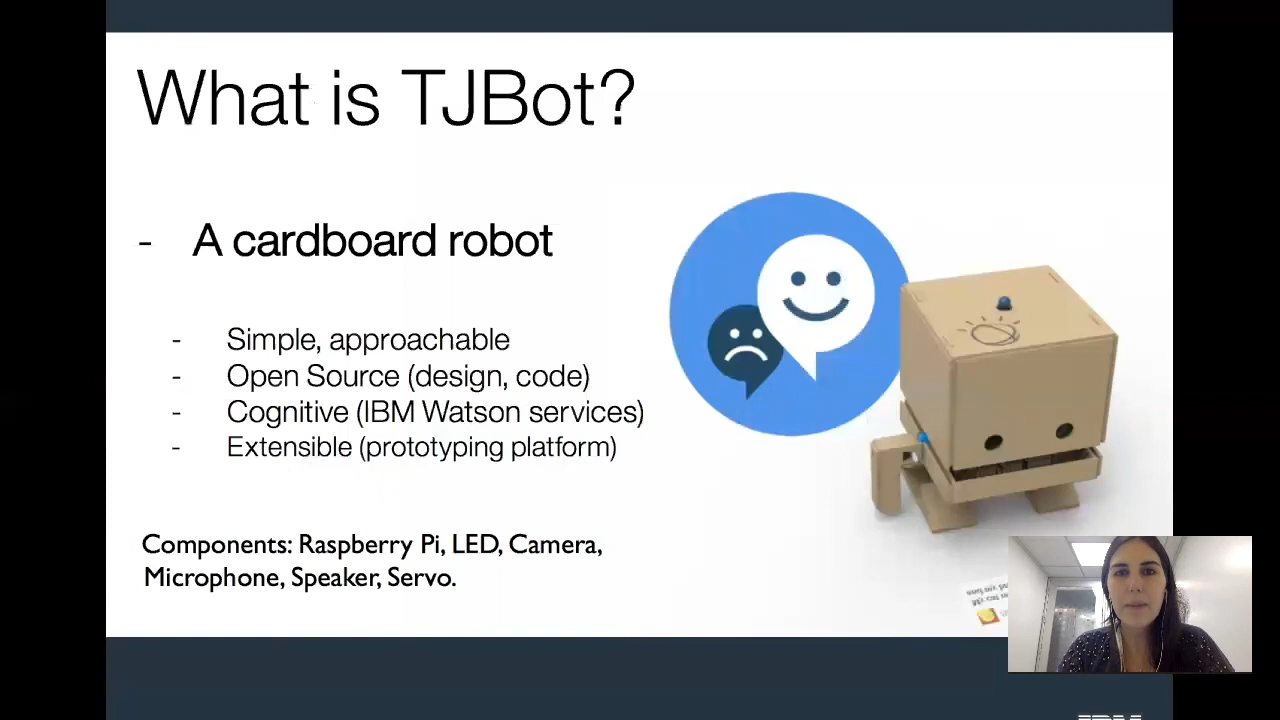 What is TJBot?
- A cardboard robot
- Simple, approachable
- Open Source (design, code)
- Cognitive (IBM Watson services)
- Extensible (prototyping platform)
Components: Raspberry Pi, LED, Camera,
Microphone, Speaker, Servo.